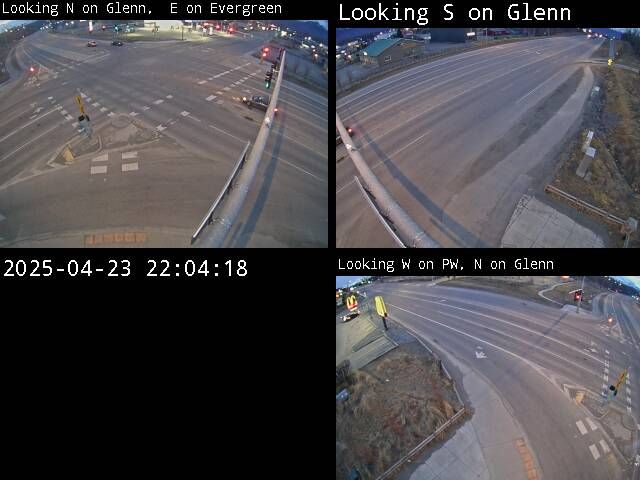 Looking N on Glenn,  E on Evergreen
Looking S on Glenn
2025-04-23 22:04:18
Looking W on PW, N on Glenn